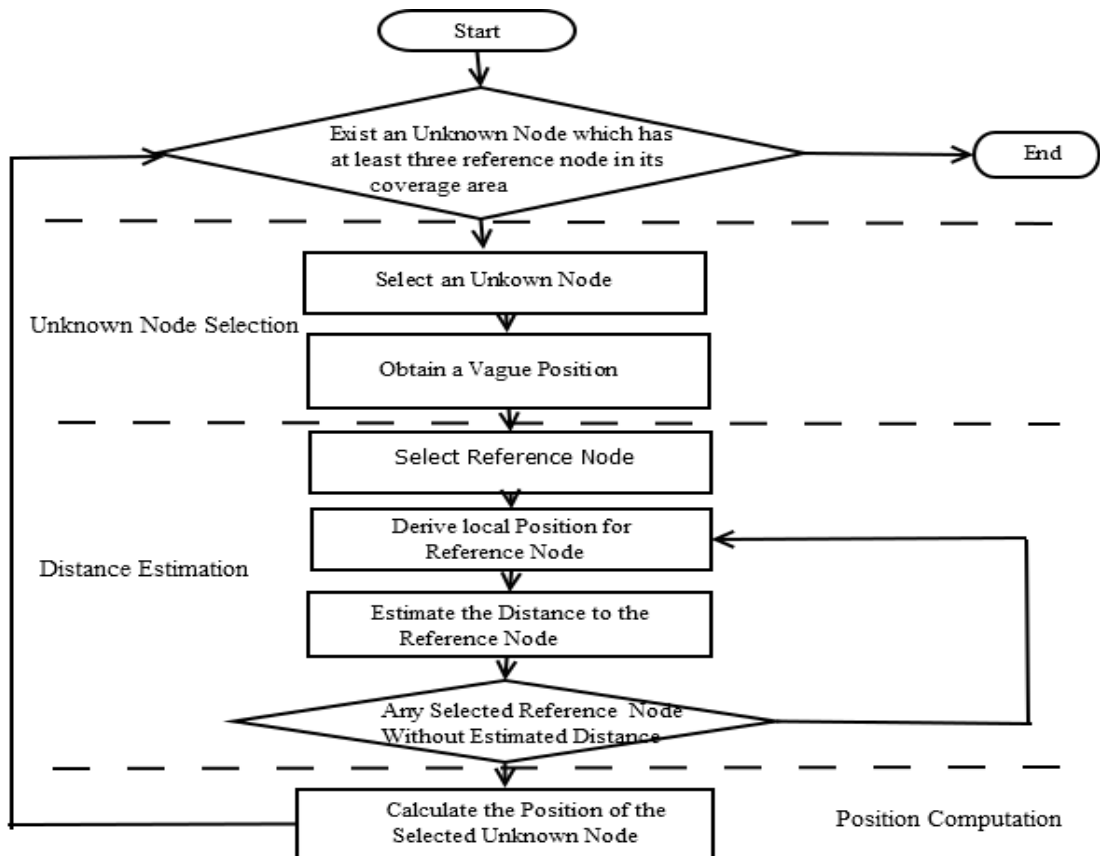 Start
Exist an Unknown Node which has
at least three reference node in its
coverage area
End
Select an Unkown Node
Unknown Node Selection
Obtain a Vague Position
Select Reference Node
Derive local Position for
Reference Node
Distance Estimation
Estimate the Distance to the
Reference Node
Any Selected Reference Node
Without Estimated Distance
Calculate the Position of the
Selected Unknown Node
Position Computation